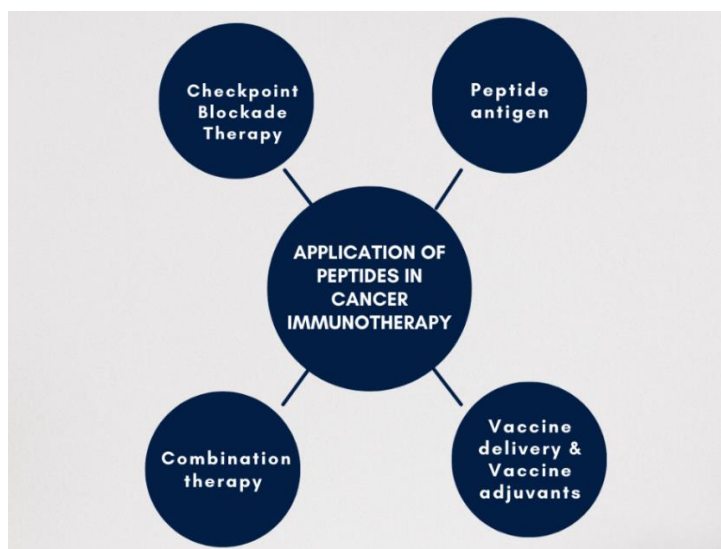 Checkpoint
Blockade
Therapy
Peptide
antigen
APPLICATION OF
PEPTIDES IN
CANCER
IMMUNOTHERAPY
Combination
therapy
Vaccine
delivery &
Vaccine
adjuvants